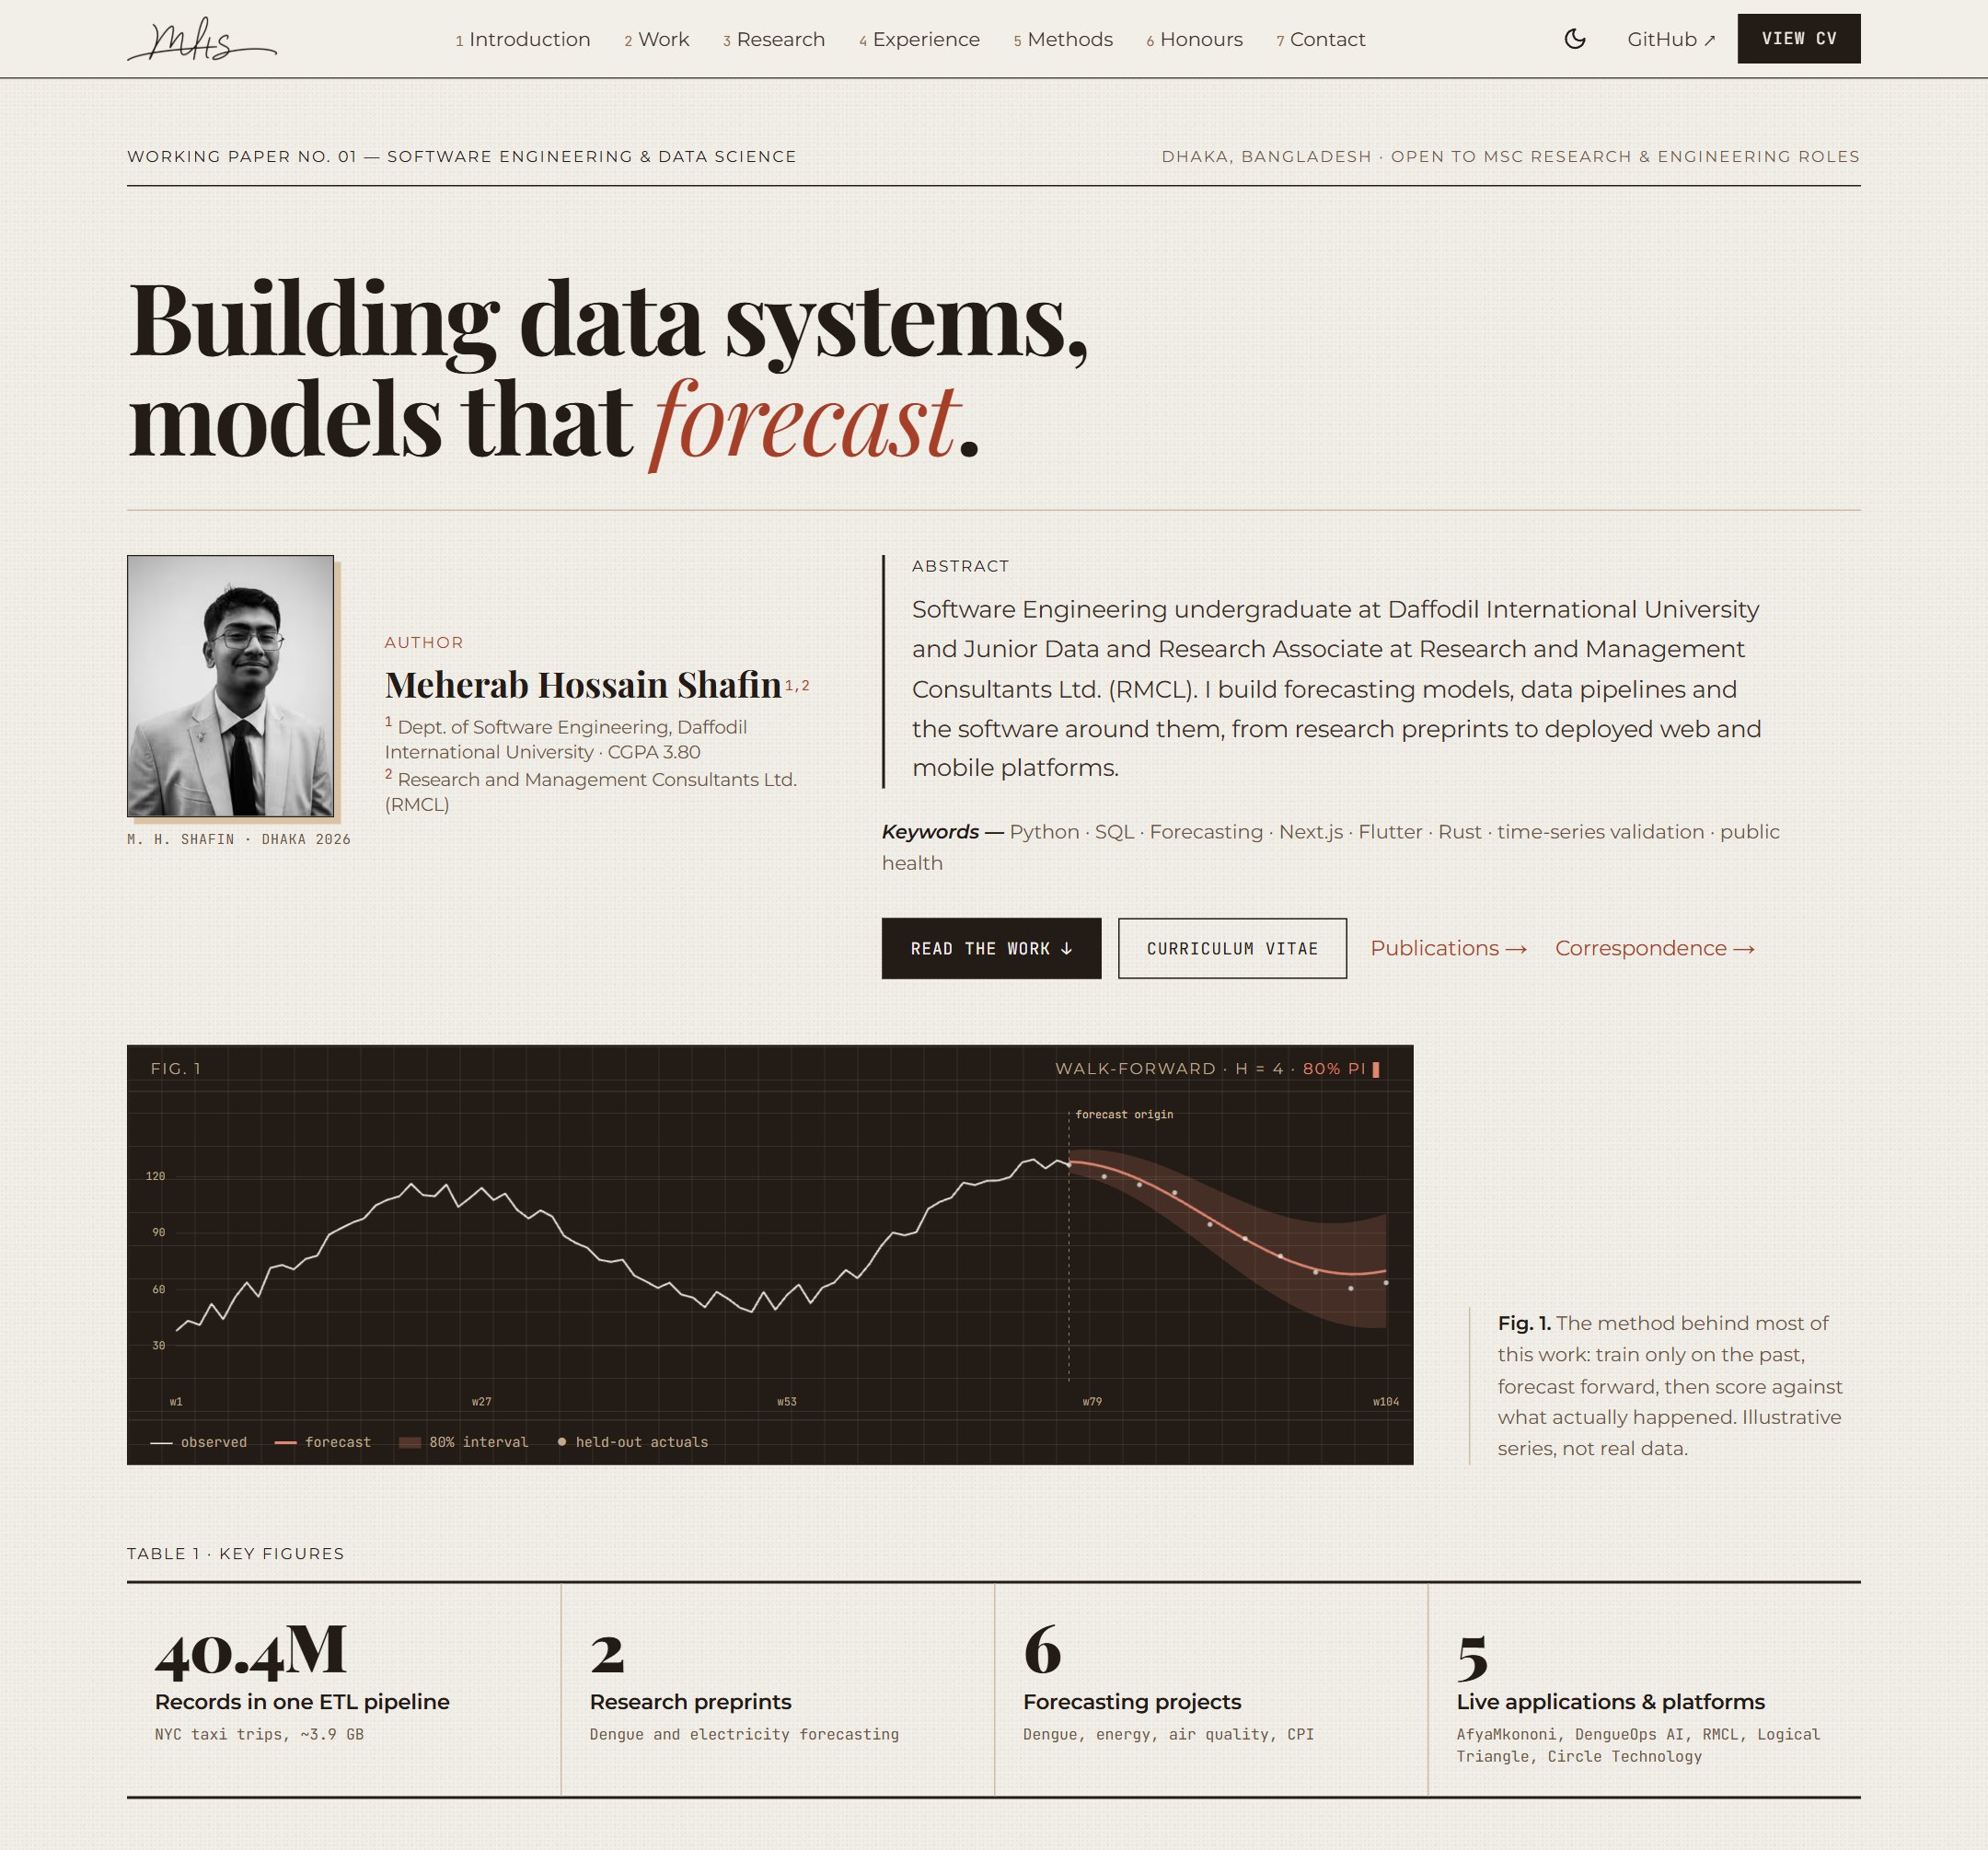 Mhs
1 Introduction 2 Work 3 Research 4 Experience 5 Methods 6 Honours 7 Contact
GitHub ↗
VIEW CV
WORKING PAPER NO. 01 — SOFTWARE ENGINEERING & DATA SCIENCE
DHAKA, BANGLADESH · OPEN TO MSC RESEARCH & ENGINEERING ROLES
Building data systems,
models that forecast.
M. H. SHAFIN · DHAKA 2026
AUTHOR
Meherab Hossain Shafin 1,2
1 Dept. of Software Engineering, Daffodil
International University · CGPA 3.80
2 Research and Management Consultants Ltd.
(RMCL)
ABSTRACT
Software Engineering undergraduate at Daffodil International University
and Junior Data and Research Associate at Research and Management
Consultants Ltd. (RMCL). I build forecasting models, data pipelines and
the software around them, from research preprints to deployed web and
mobile platforms.
Keywords — Python · SQL · Forecasting · Next.js · Flutter · Rust · time-series validation · public
health
READ THE WORK ↓
CURRICULUM VITAE
Publications →
Correspondence →
FIG. 1
WALK-FORWARD · H = 4 · 80% PI
forecast origin
120
90
60
30
w1 w27 w53 w79 w104
observed forecast 80% interval held-out actuals
Fig. 1. The method behind most of
this work: train only on the past,
forecast forward, then score against
what actually happened. Illustrative
series, not real data.
TABLE 1 · KEY FIGURES
40.4M
Records in one ETL pipeline
NYC taxi trips, ~3.9 GB
2
Research preprints
Dengue and electricity forecasting
6
Forecasting projects
Dengue, energy, air quality, CPI
5
Live applications & platforms
AfyaMkononi, DengueOps AI, RMCL, Logical
Triangle, Circle Technology